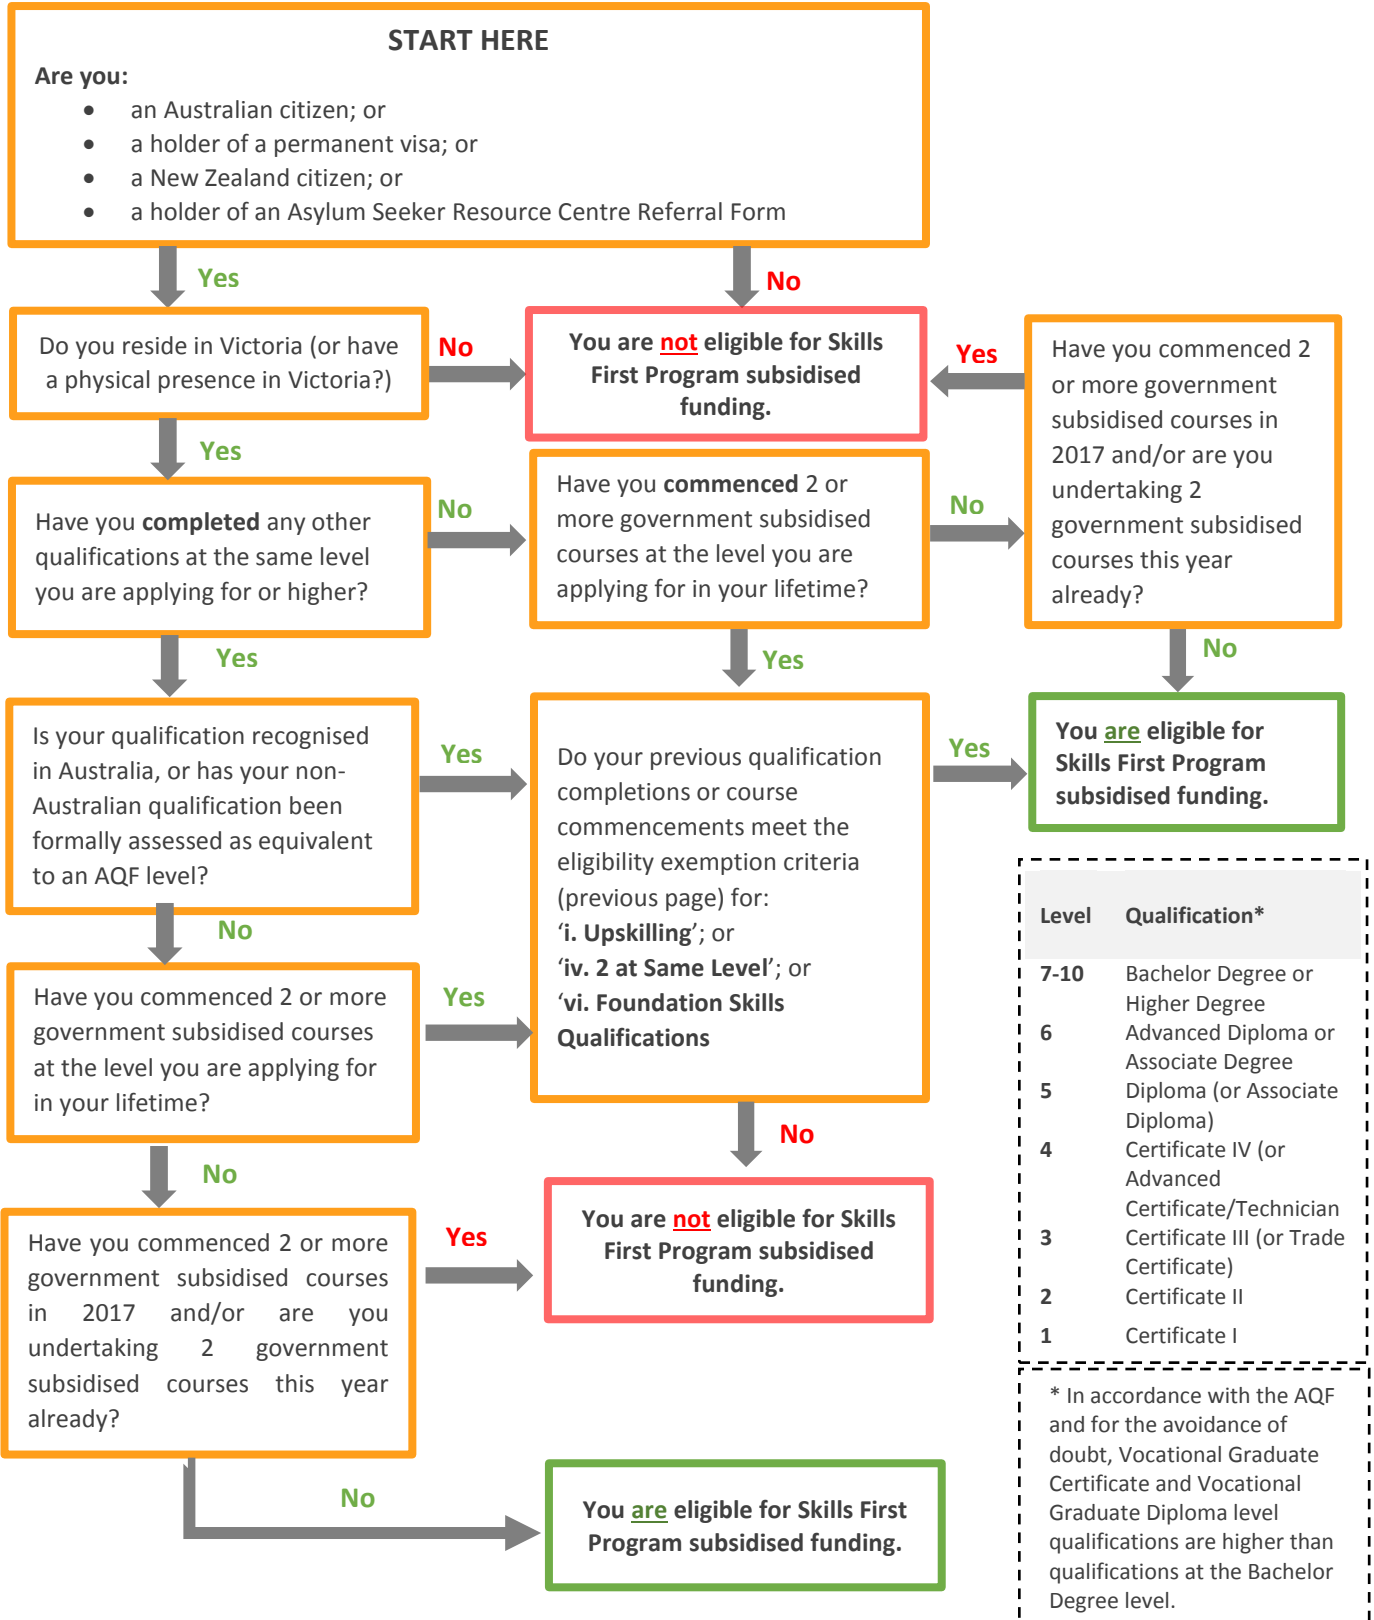 START HERE
Are you:
• an Australian citizen; or
• a holder of a permanent visa; or
• a New Zealand citizen; or
• a holder of an Asylum Seeker Resource Centre Referral Form
Yes
No
Do you reside in Victoria (or have
a physical presence in Victoria?)
No
You are not eligible for Skills
First Program subsidised
funding.
Yes
Have you commenced 2
or more government
subsidised courses in
2017 and/or are you
undertaking 2
government subsidised
courses this year
already?
Yes
Have you completed any other
qualifications at the same level
you are applying for or higher?
No
Have you commenced 2 or
more government subsidised
courses at the level you are
applying for in your lifetime?
No
Yes
Yes
No
Is your qualification recognised
in Australia, or has your non-
Australian qualification been
formally assessed as equivalent
to an AQF level?
Yes
Do your previous qualification
completions or course
commencements meet the
eligibility exemption criteria
(previous page) for:
‘i. Upskilling’; or
‘iv. 2 at Same Level’; or
‘vi. Foundation Skills
Qualifications
Yes
You are eligible for
Skills First Program
subsidised funding.
No
Have you commenced 2 or more
government subsidised courses
at the level you are applying for
in your lifetime?
Yes
No
No
Have you commenced 2 or more
government subsidised courses
in 2017 and/or are you
undertaking 2 government
subsidised courses this year
already?
Yes
You are not eligible for Skills
First Program subsidised
funding.
No
You are eligible for Skills First
Program subsidised funding.
Level Qualification*
7-10 Bachelor Degree or
Higher Degree
6 Advanced Diploma or
Associate Degree
5 Diploma (or Associate
Diploma)
4 Certificate IV (or
Advanced
Certificate/Technician
3 Certificate III (or Trade
Certificate)
2 Certificate II
1 Certificate I
* In accordance with the AQF
and for the avoidance of
doubt, Vocational Graduate
Certificate and Vocational
Graduate Diploma level
qualifications are higher than
qualifications at the Bachelor
Degree level.